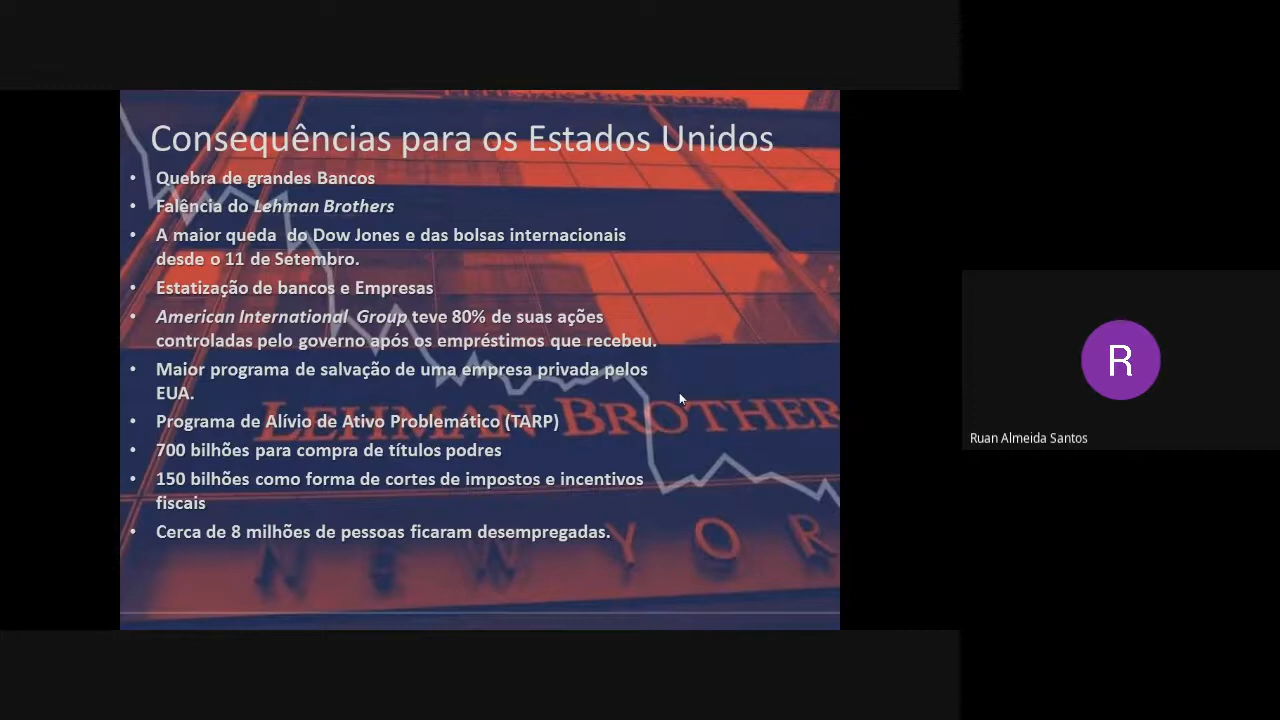 Consequências para os Estados Unidos
• Quebra de grandes Bancos
• Falência do Lehman Brothers
• A maior queda do Dow Jones e das bolsas internacionais
desde o 11 de Setembro.
• Estatização de bancos e Empresas
• American International Group teve 80% de suas ações
controladas pelo governo após os empréstimos que recebeu.
• Maior programa de salvação de uma empresa privada pelos
EUA.
• Programa de Alívio de Ativo Problemático (TARP)
• 700 bilhões para compra de títulos podres
• 150 bilhões como forma de cortes de impostos e incentivos
fiscais
• Cerca de 8 milhões de pessoas ficaram desempregadas.
LEHMAN BROTHER
NEW YOR
R
Ruan Almeida Santos